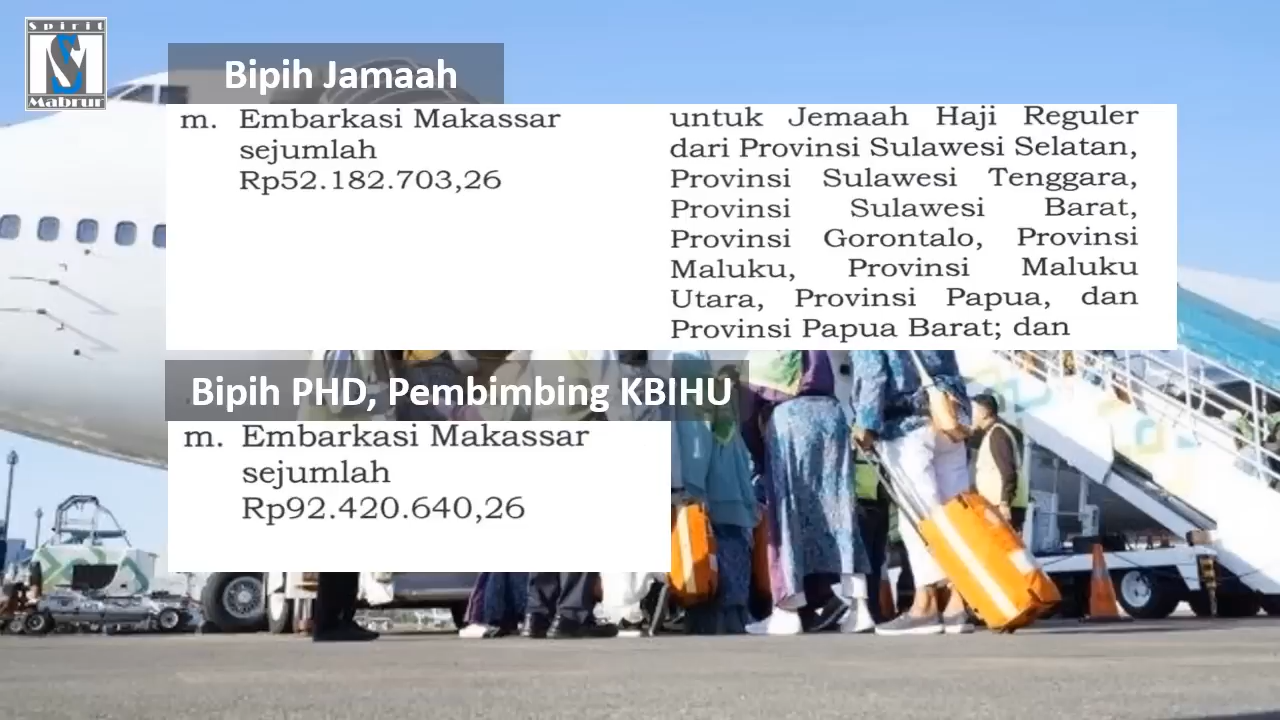 Spirit
M
S
Mabrur
Bipih Jamaah
m. Embarkasi Makassar
sejumlah
Rp52.182.703,26
untuk Jemaah Haji Reguler
dari Provinsi Sulawesi Selatan,
Provinsi Sulawesi Tenggara,
Provinsi Sulawesi Barat,
Provinsi Gorontalo, Provinsi
Maluku, Provinsi Maluku
Utara, Provinsi Papua, dan
Provinsi Papua Barat; dan
Bipih PHD, Pembimbing KBIHU
m. Embarkasi Makassar
sejumlah
Rp92.420.640,26